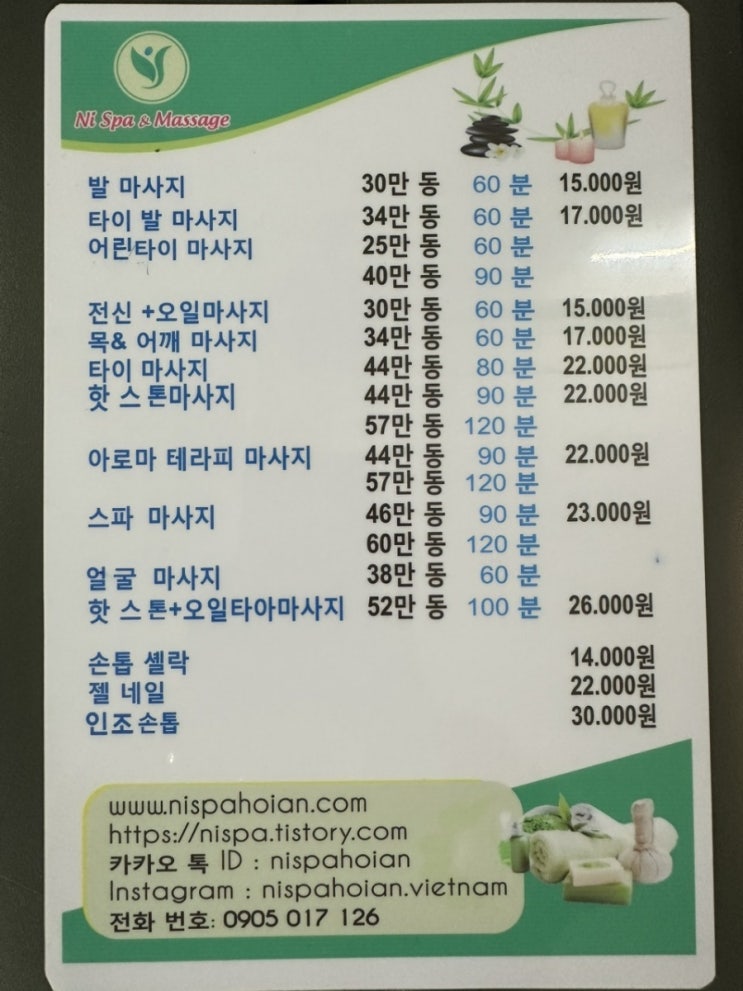 Ni Spa & Massage
발 마사지 30만 동 60 분 15.000원
타이 발 마사지 34만 동 60 분 17.000원
어린타이 마사지 25만 동 60 분
40만 동 90 분
전신 +오일마사지 30만 동 60 분 15.000원
목& 어깨 마사지 34만 동 60 분 17.000원
타이 마사지 44만 동 80 분 22.000원
핫 스톤마사지 44만 동 90 분 22.000원
57만 동 120 분
아로마 테라피 마사지 44만 동 90 분 22.000원
57만 동 120 분
스파 마사지 46만 동 90 분 23.000원
60만 동 120 분
얼굴 마사지 38만 동 60 분
핫 스톤+오일타아마사지 52만 동 100 분 26.000원
손톱 셸락 14.000원
젤 네일 22.000원
인조손톱 30.000원
www.nispahoian.com
https://nispa.tistory.com
카카오 톡 ID : nispahoian
Instagram : nispahoian.vietnam
전화 번호: 0905 017 126